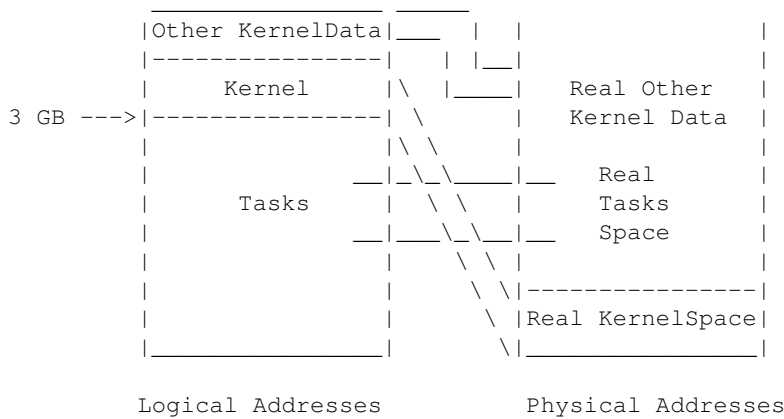 Other KernelData
Kernel
Real Other
3 GB --->
Kernel Data
Real
Tasks
Tasks
Space
Real KernelSpace
Logical Addresses
Physical Addresses